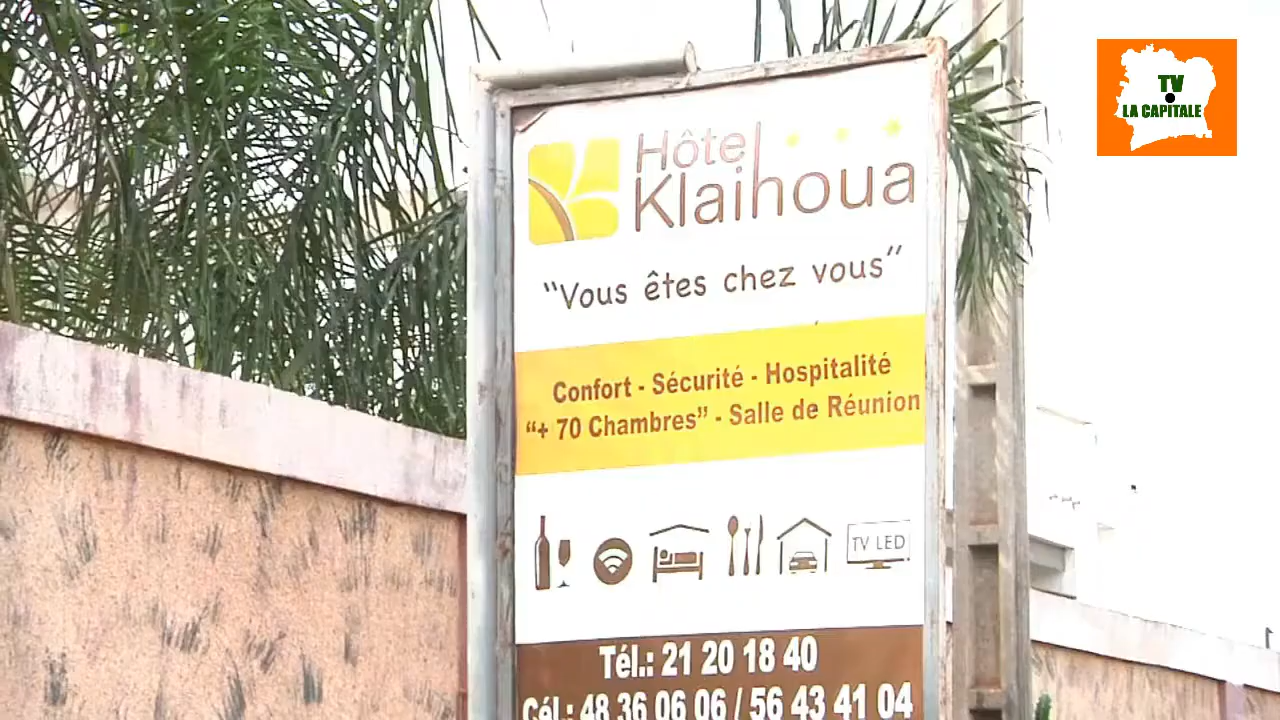 TV
LA CAPITALE
Hôtel
Klaihoua
“Vous êtes chez vous”
Confort - Sécurité - Hospitalité
“+ 70 Chambres” - Salle de Réunion
TV LED
Tél.: 21 20 18 40
Cél.: 48 36 06 06 / 56 43 41 04